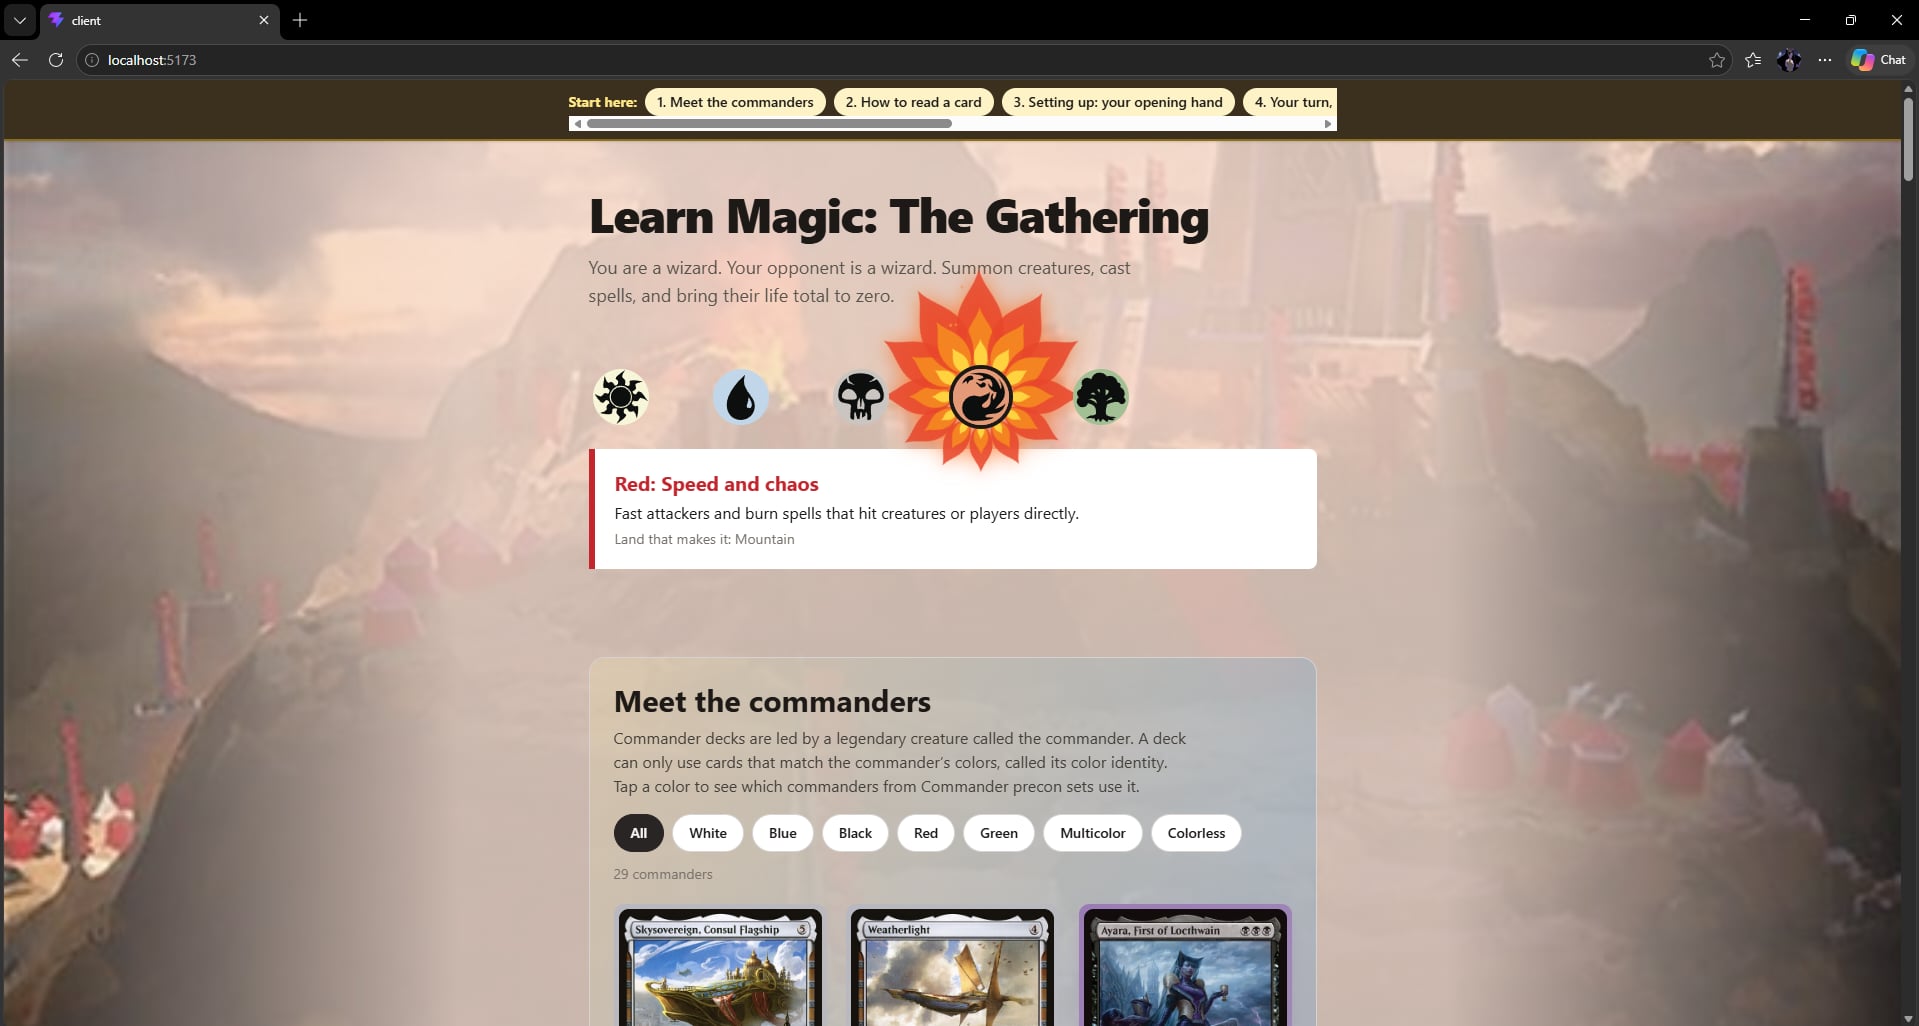 client
localhost:5173
Chat
Start here:
1. Meet the commanders
2. How to read a card
3. Setting up: your opening hand
4. Your turn,
Learn Magic: The Gathering
You are a wizard. Your opponent is a wizard. Summon creatures, cast
spells, and bring their life total to zero.
Red: Speed and chaos
Fast attackers and burn spells that hit creatures or players directly.
Land that makes it: Mountain
Meet the commanders
Commander decks are led by a legendary creature called the commander. A deck
can only use cards that match the commander’s colors, called its color identity.
Tap a color to see which commanders from Commander precon sets use it.
All
White
Blue
Black
Red
Green
Multicolor
Colorless
29 commanders
Skysovereign, Consul Flagship 5
Weatherlight 4
Ayara, First of Locthwain